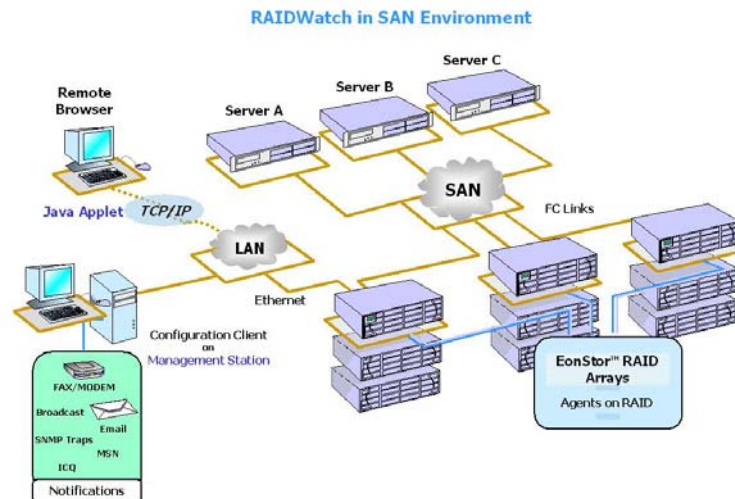 RAIDWatch in SAN Environment
Server C
Server B
Server A
Remote
Browser
SAN
Java Applet
TCP/IP
FC Links
LAN
Ethernet
Configuration Client
on
Management Station
EonStor™ RAID
Arrays
Agents on RAID
FAX/MODEM
Broadcast
Email
SNMP Traps
MSN
ICQ
Notifications